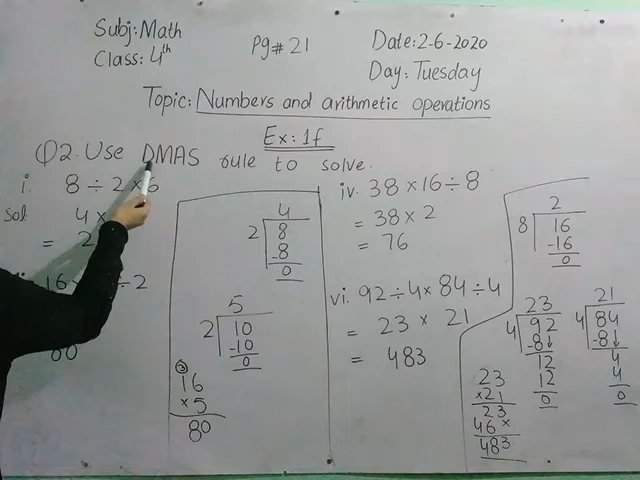 Subj: Math
Class: 4th
Pg# 21
Date: 2-6-2020
Day: Tuesday
Topic: Numbers and arithmetic operations
Ex: 1f
Q2. Use DMAS rule to solve.
i. 8 ÷ 2 × 6
Sol 4 ×
= 2
16 × ÷ 2
80
4
2 8
-8
0
5
2 10
-10
0
16
×5
80
iv. 38 × 16 ÷ 8
= 38 × 2
= 76
vi. 92 ÷ 4 × 84 ÷ 4
= 23 × 21
= 483
2
8 16
-16
0
23
4 92
-8↓
12
12
0
21
4 84
-8↓
4
4
0
23
×21
23
46×
483